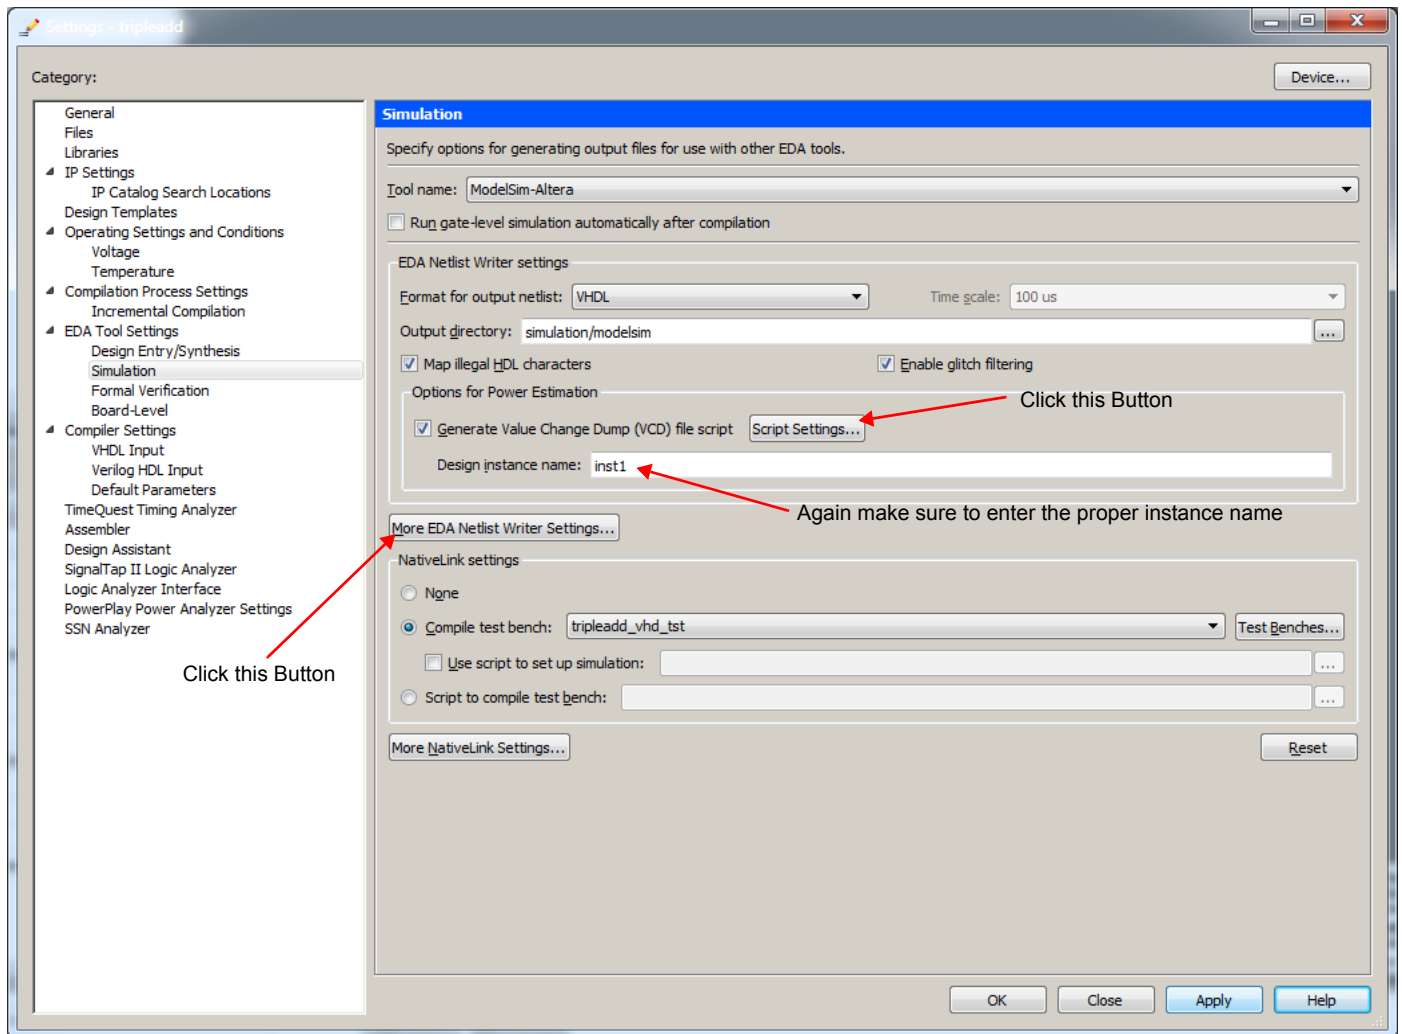 Settings - tripleadd
Category:
Device...
General
Files
Libraries
IP Settings
IP Catalog Search Locations
Design Templates
Operating Settings and Conditions
Voltage
Temperature
Compilation Process Settings
Incremental Compilation
EDA Tool Settings
Design Entry/Synthesis
Simulation
Formal Verification
Board-Level
Compiler Settings
VHDL Input
Verilog HDL Input
Default Parameters
TimeQuest Timing Analyzer
Assembler
Design Assistant
SignalTap II Logic Analyzer
Logic Analyzer Interface
PowerPlay Power Analyzer Settings
SSN Analyzer
Click this Button
Simulation
Specify options for generating output files for use with other EDA tools.
Tool name: ModelSim-Altera
Run gate-level simulation automatically after compilation
EDA Netlist Writer settings
Format for output netlist: VHDL Time scale: 100 us
Output directory: simulation/modelsim ...
Map illegal HDL characters Enable glitch filtering
Options for Power Estimation
Click this Button
Generate Value Change Dump (VCD) file script Script Settings...
Design instance name: inst1
Again make sure to enter the proper instance name
More EDA Netlist Writer Settings...
NativeLink settings
None
Compile test bench: tripleadd_vhd_tst Test Benches...
Use script to set up simulation: ...
Script to compile test bench: ...
More NativeLink Settings... Reset
OK Close Apply Help